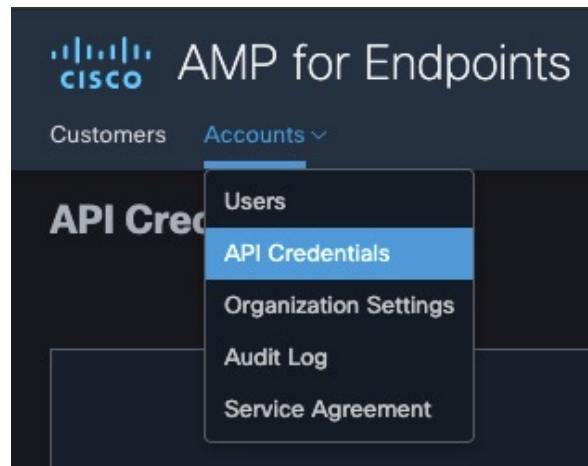 CISCO AMP for Endpoints
Customers Accounts
API Cre
Users
API Credentials
Organization Settings
Audit Log
Service Agreement